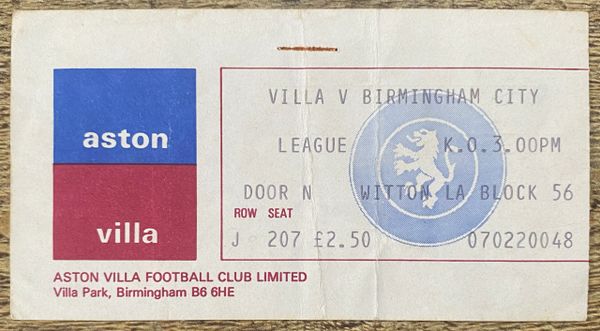 aston
villa
VILLA V BIRMINGHAM CITY
LEAGUE K.O.3.00PM
DOOR N WITTON LA BLOCK 56
ROW SEAT
J 207 £2.50 070220048
ASTON VILLA FOOTBALL CLUB LIMITED
Villa Park, Birmingham B6 6HE